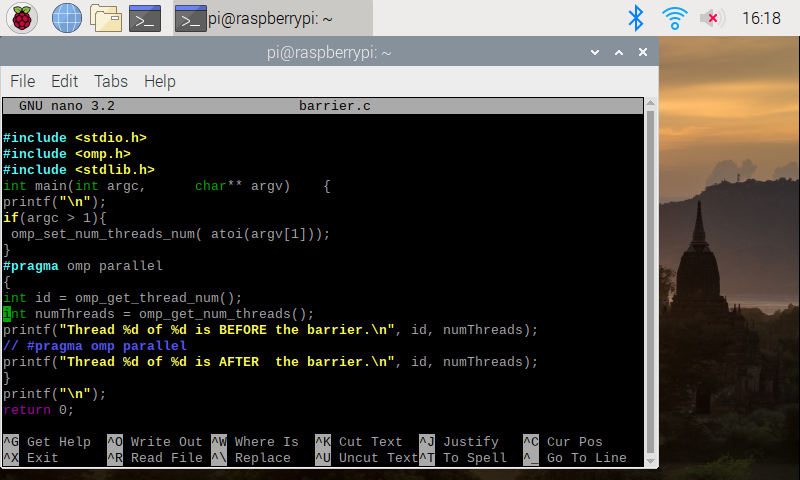 pi@raspberrypi: ~
16:18
pi@raspberrypi: ~
File Edit Tabs Help
GNU nano 3.2 barrier.c
#include <stdio.h>
#include <omp.h>
#include <stdlib.h>
int main(int argc,      char** argv)    {
printf("\n");
if(argc > 1){
 omp_set_num_threads_num( atoi(argv[1]));
}
#pragma omp parallel
{
int id = omp_get_thread_num();
int numThreads = omp_get_num_threads();
printf("Thread %d of %d is BEFORE the barrier.\n", id, numThreads);
// #pragma omp parallel
printf("Thread %d of %d is AFTER  the barrier.\n", id, numThreads);
}
printf("\n");
return 0;
^G Get Help ^O Write Out ^W Where Is ^K Cut Text ^J Justify ^C Cur Pos
^X Exit ^R Read File ^\ Replace ^U Uncut Text ^T To Spell ^_ Go To Line